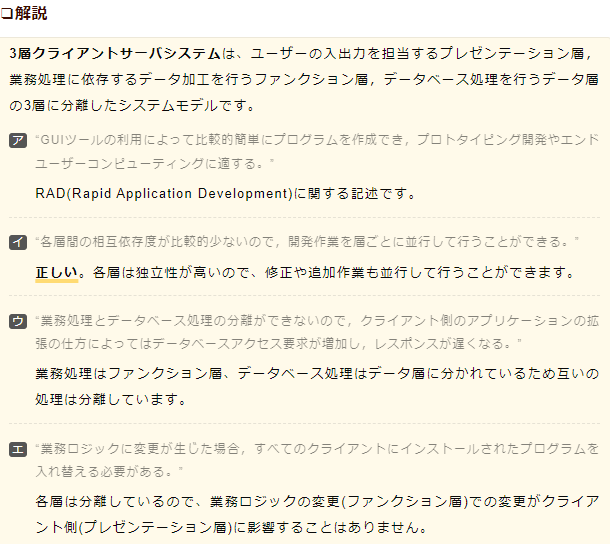 ❏解説
3層クライアントサーバシステムは、ユーザーの入出力を担当するプレゼンテーション層，
業務処理に依存するデータ加工を行うファンクション層，データベース処理を行うデータ層
の3層に分離したシステムモデルです。
ア “GUIツールの利用によって比較的簡単にプログラムを作成でき，プロトタイピング開発やエンド
ユーザーコンピューティングに適する。”
RAD(Rapid Application Development)に関する記述です。
イ “各層間の相互依存度が比較的少ないので，開発作業を層ごとに並行して行うことができる。”
正しい。各層は独立性が高いので、修正や追加作業も並行して行うことができます。
ウ “業務処理とデータベース処理の分離ができないので，クライアント側のアプリケーションの拡
張の仕方によってはデータベースアクセス要求が増加し，レスポンスが遅くなる。”
業務処理はファンクション層、データベース処理はデータ層に分かれているため互いの
処理は分離しています。
エ “業務ロジックに変更が生じた場合，すべてのクライアントにインストールされたプログラムを
入れ替える必要がある。”
各層は分離しているので、業務ロジックの変更(ファンクション層)での変更がクライア
ント側(プレゼンテーション層)に影響することはありません。